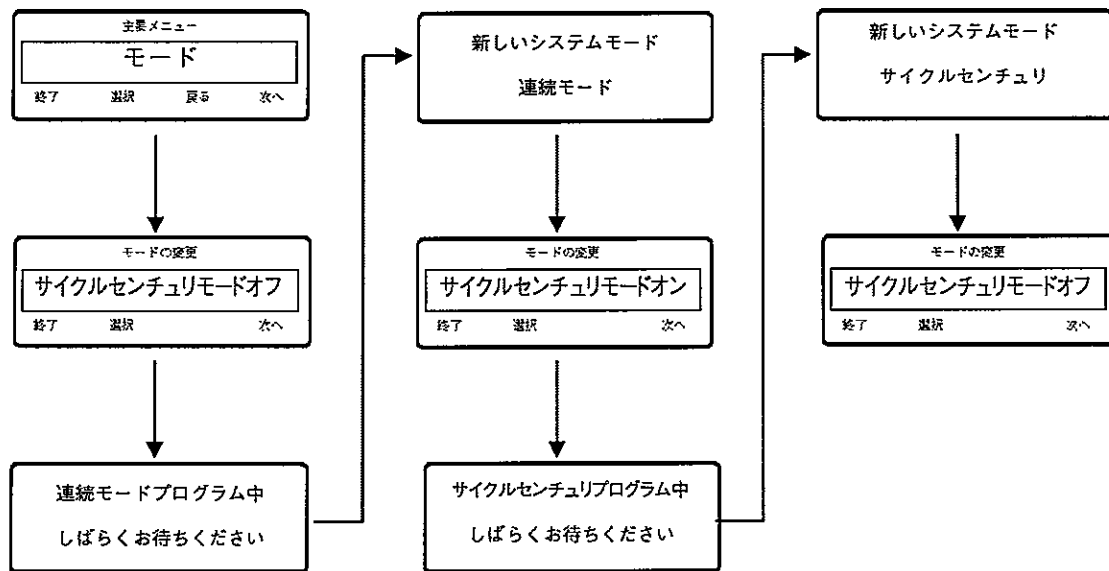 主要メニュー
モード
終了 選択 戻る 次へ
モードの変更
サイクルセンチュリモードオフ
終了 選択 次へ
連続モードプログラム中
しばらくお待ちください
新しいシステムモード
連続モード
モードの変更
サイクルセンチュリモードオン
終了 選択 次へ
サイクルセンチュリプログラム中
しばらくお待ちください
新しいシステムモード
サイクルセンチュリ
モードの変更
サイクルセンチュリモードオフ
終了 選択 次へ